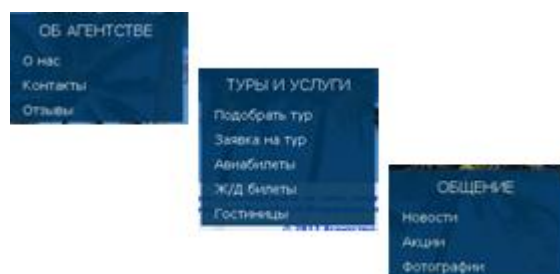 ОБ АГЕНТСТВЕ
О нас
Контакты
Отзывы
ТУРЫ И УСЛУГИ
Подобрать тур
Заявка на тур
Авиабилеты
Ж/Д билеты
Гостиницы
ОБЩЕНИЕ
Новости
Акции
Фотографии